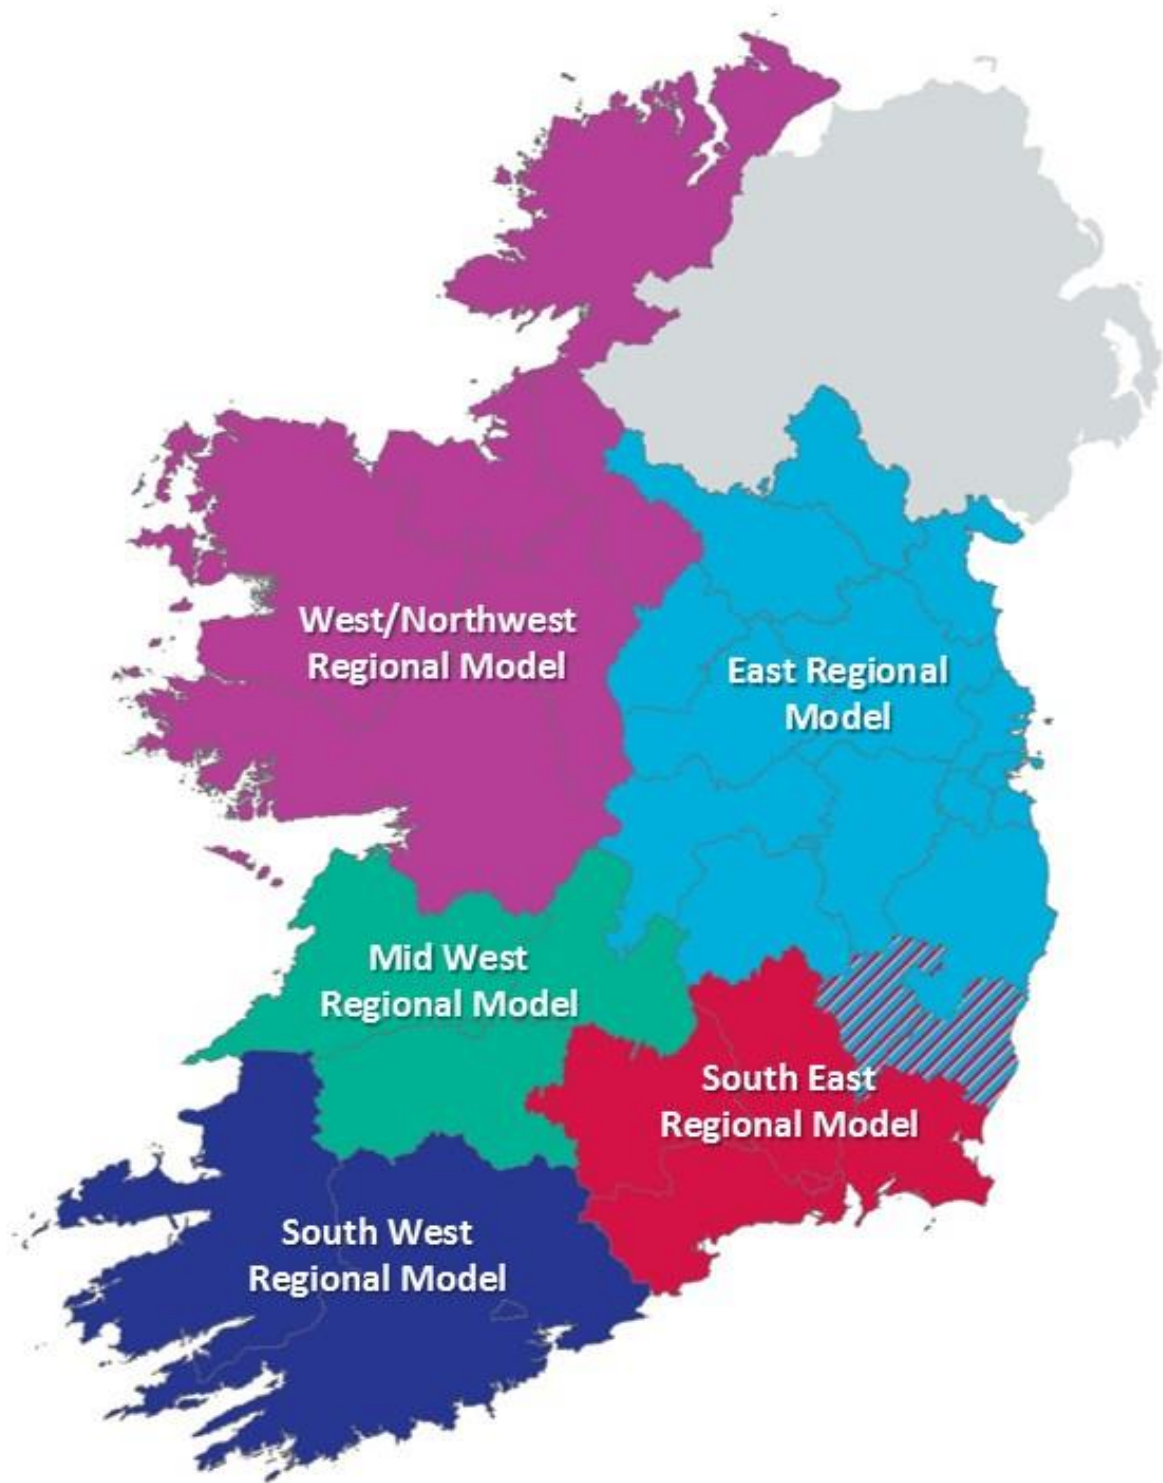 West/Northwest
Regional Model
East Regional
Model
Mid West
Regional Model
South East
Regional Model
South West
Regional Model